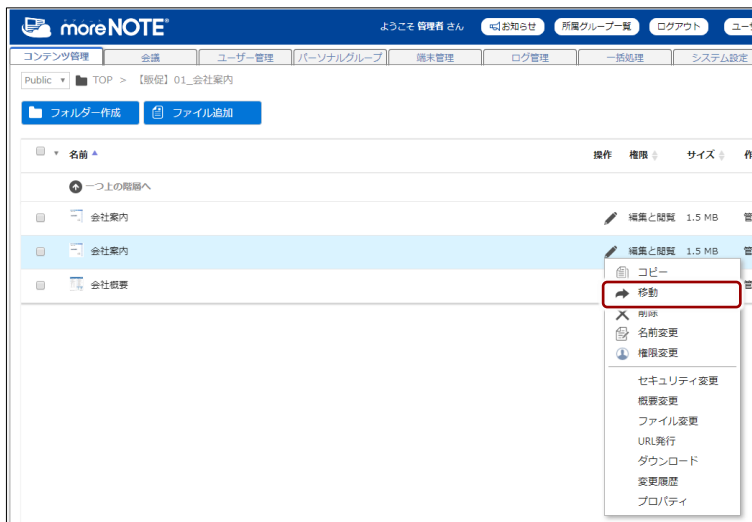 moreNOTE ようこそ 管理者 さん お知らせ 所属グループ一覧 ログアウト ユーザ
コンテンツ管理 会議 ユーザー管理 パーソナルグループ 端末管理 ログ管理 一括処理 システム設定
Public ▼ TOP > 【販促】01_会社案内
フォルダー作成 ファイル追加
名前 操作 権限 サイズ 作
一つ上の階層へ
会社案内 編集と閲覧 1.5 MB 管
会社案内 編集と閲覧 1.5 MB 管
会社概要 管
コピー
移動
削除
名前変更
権限変更
セキュリティ変更
概要変更
ファイル変更
URL発行
ダウンロード
変更履歴
プロパティ